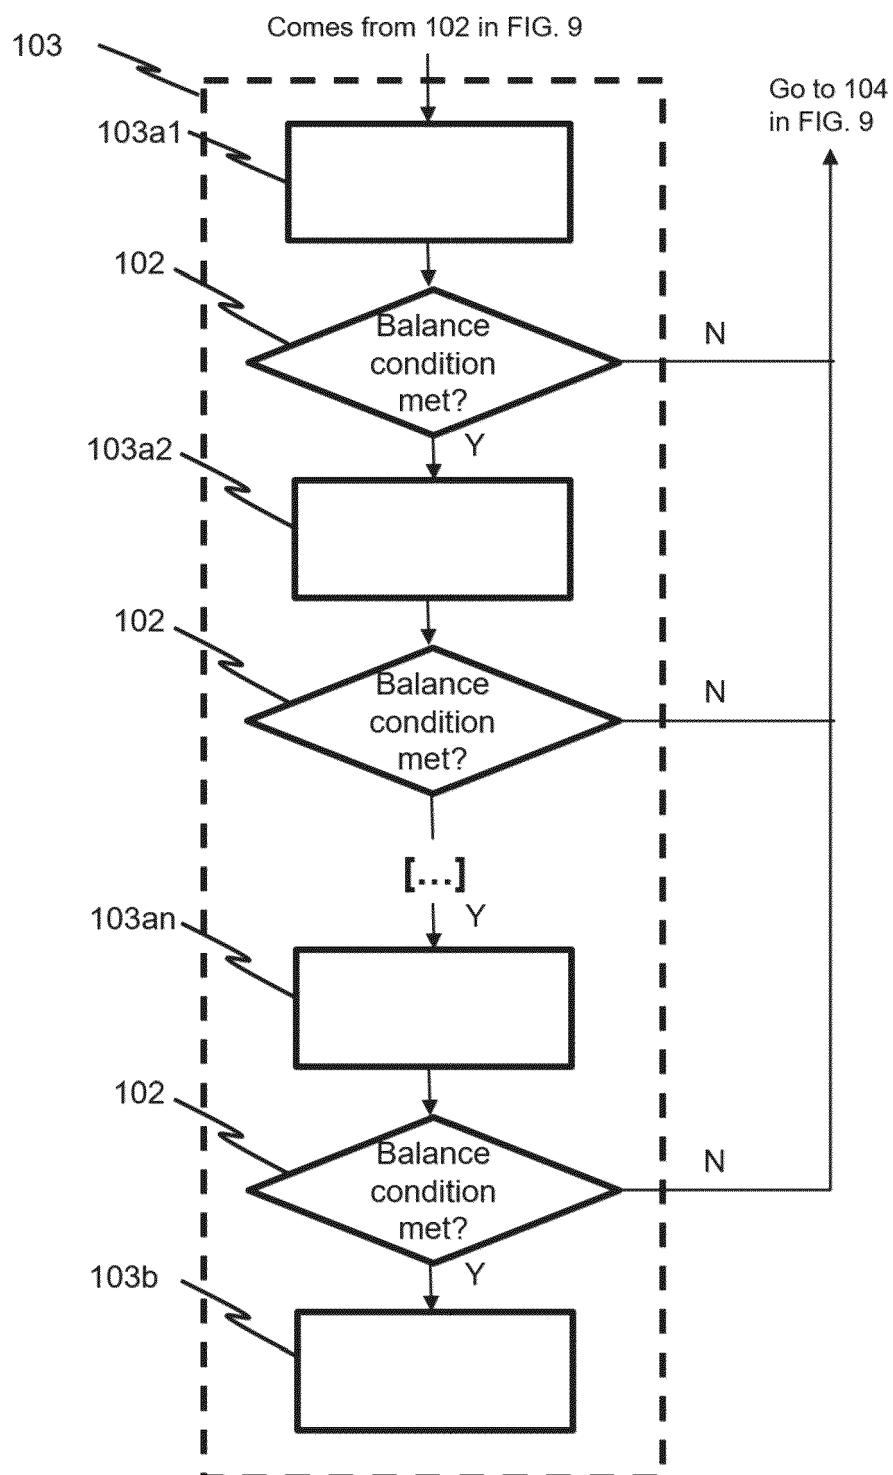 Comes from 102 in FIG. 9
103
Go to 104
in FIG. 9
103a1
102
Balance
condition
met?
N
Y
103a2
102
Balance
condition
met?
N
[...]
Y
103an
102
Balance
condition
met?
N
Y
103b